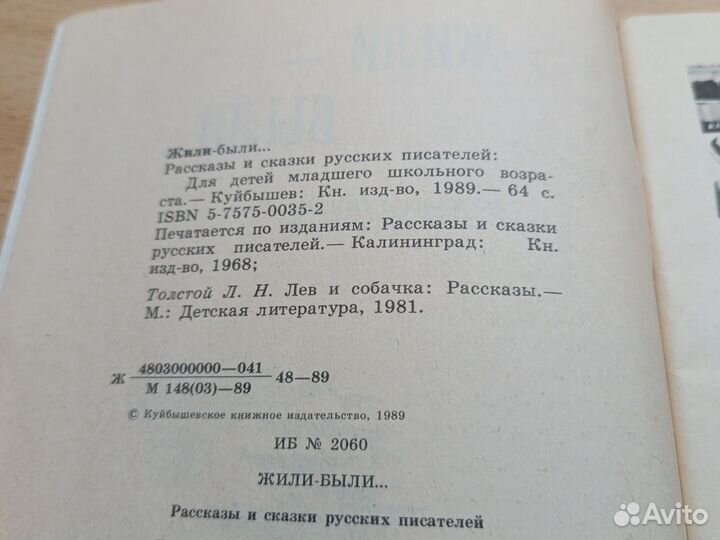 Жили-были...
Рассказы и сказки русских писателей:
Для детей младшего школьного возра-
ста.— Куйбышев: Кн. изд-во, 1989.— 64 с.
ISBN 5-7575-0035-2
Печатается по изданиям: Рассказы и сказки
русских писателей.— Калининград: Кн.
изд-во, 1968;
Толстой Л. Н. Лев и собачка: Рассказы.—
М.: Детская литература, 1981.
4803000000—041
Ж 48—89
М 148(03)—89
© Куйбышевское книжное издательство, 1989
ИБ № 2060
ЖИЛИ-БЫЛИ...
Рассказы и сказки русских писателей
Avito